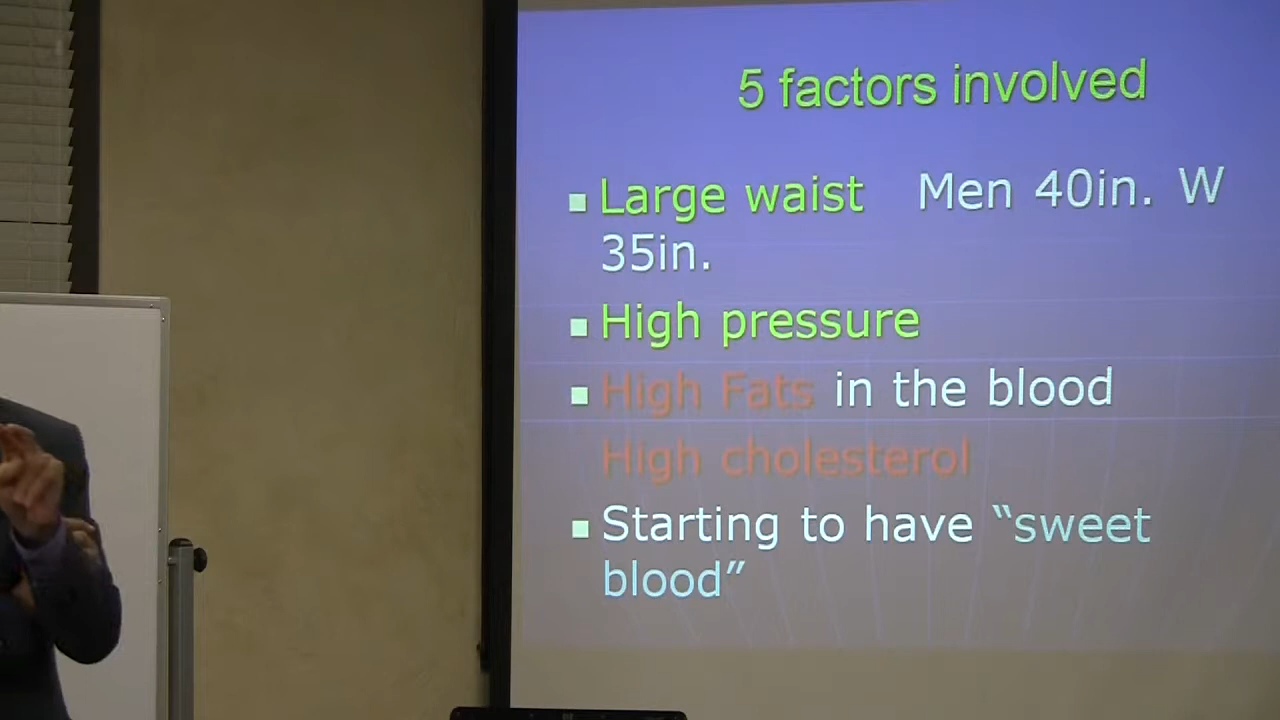 5 factors involved
Large waist Men 40in. W
35in.
High pressure
High Fats in the blood
High cholesterol
Starting to have “sweet
blood”